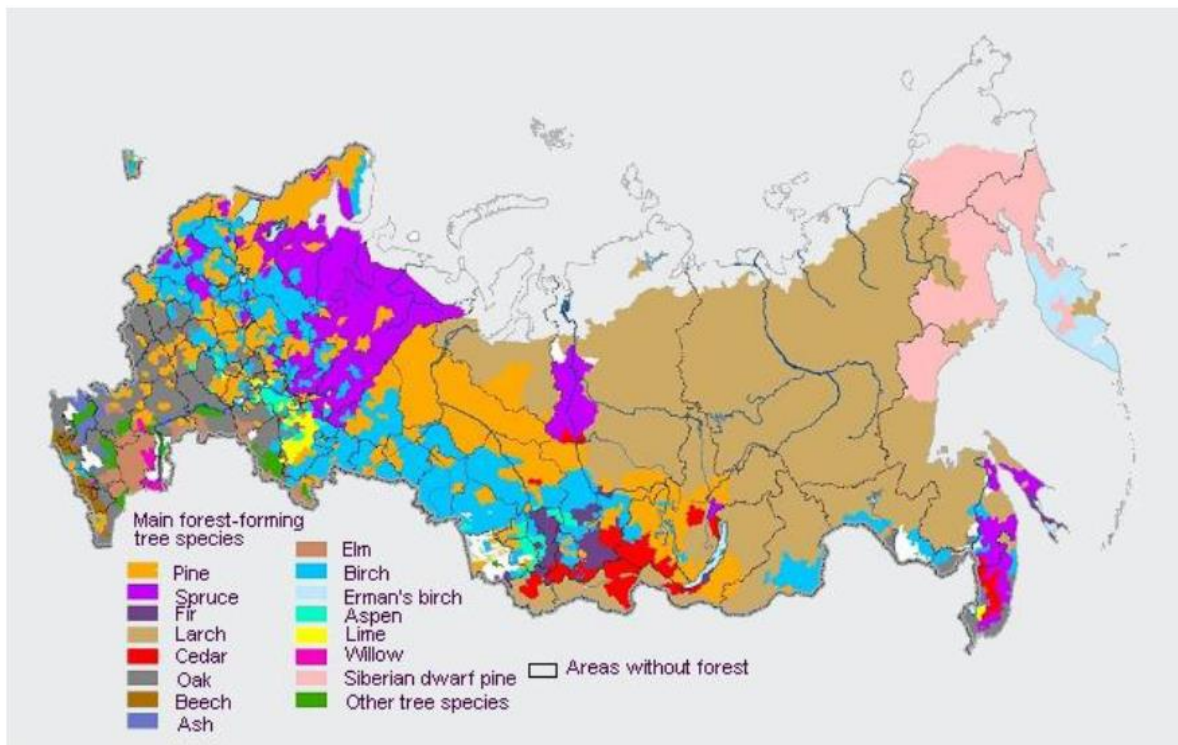 Main forest-forming
tree species
Pine
Spruce
Fir
Larch
Cedar
Oak
Beech
Ash
Elm
Birch
Erman's birch
Aspen
Lime
Willow
Siberian dwarf pine
Other tree species
Areas without forest